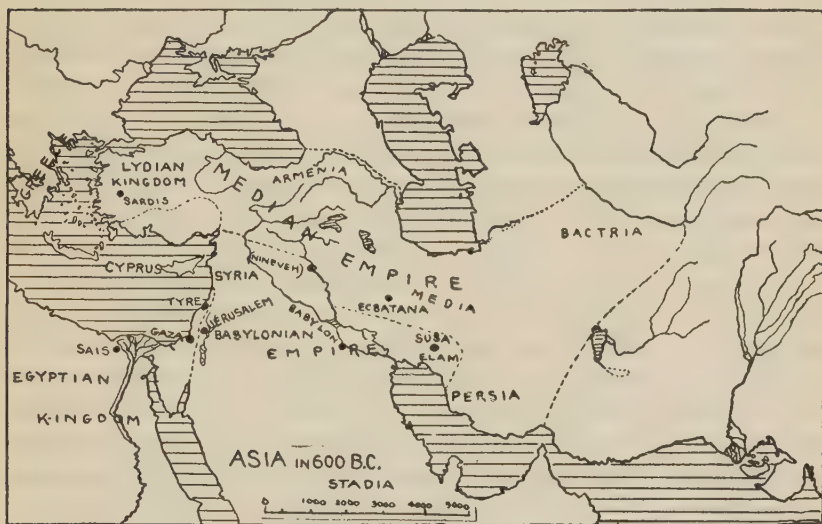 GREECE
LYDIAN
KINGDOM
SARDIS
ARMENIA
MEDIAN EMPIRE
BACTRIA
CYPRUS
SYRIA
(NINEVEH)
MEDIA
ECBATANA
TYRE
JERUSALEM
BABYLON
GAZA
BABYLONIAN
EMPIRE
SUSA
ELAM
SAIS
EGYPTIAN
KINGDOM
PERSIA
ASIA IN 600 B.C.
STADIA
0 1000 2000 3000 4000 5000